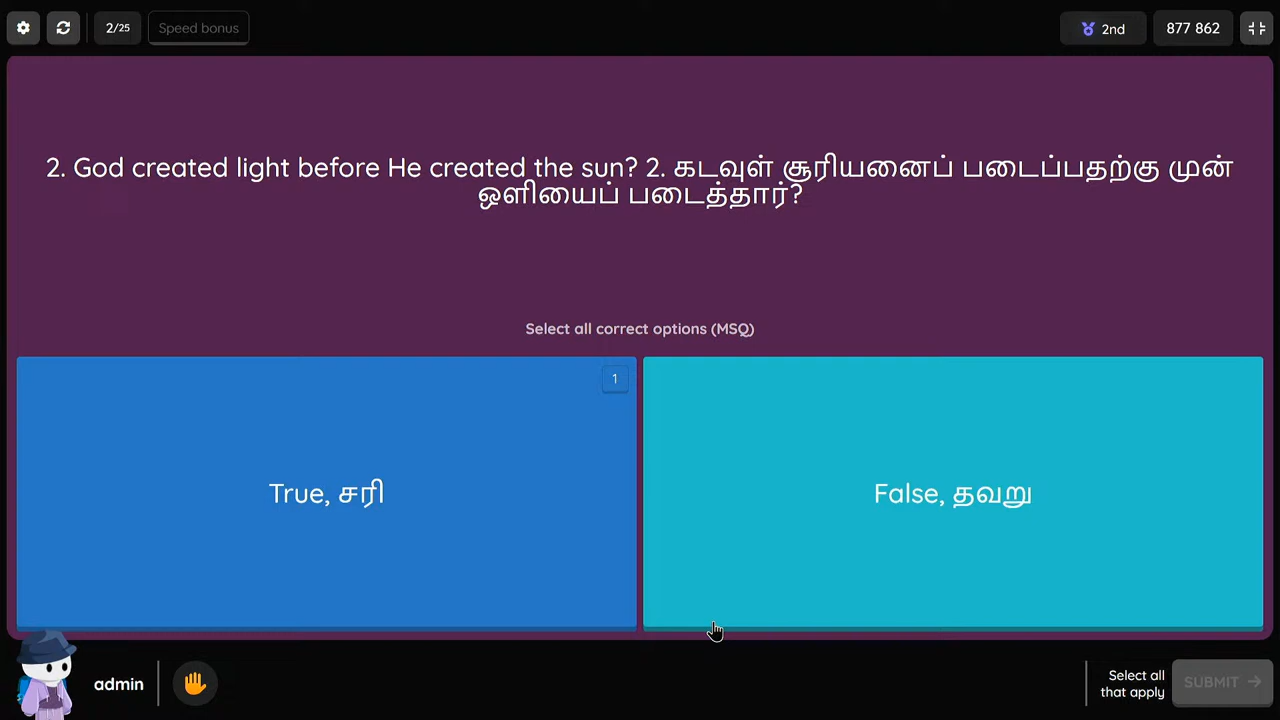 2/25
Speed bonus
2nd
877 862
2. God created light before He created the sun? 2. கடவுள் சூரியனைப் படைப்பதற்கு முன்
ஒளியைப் படைத்தார்?
Select all correct options (MSQ)
1
True, சரி
False, தவறு
admin
Select all
that apply
SUBMIT